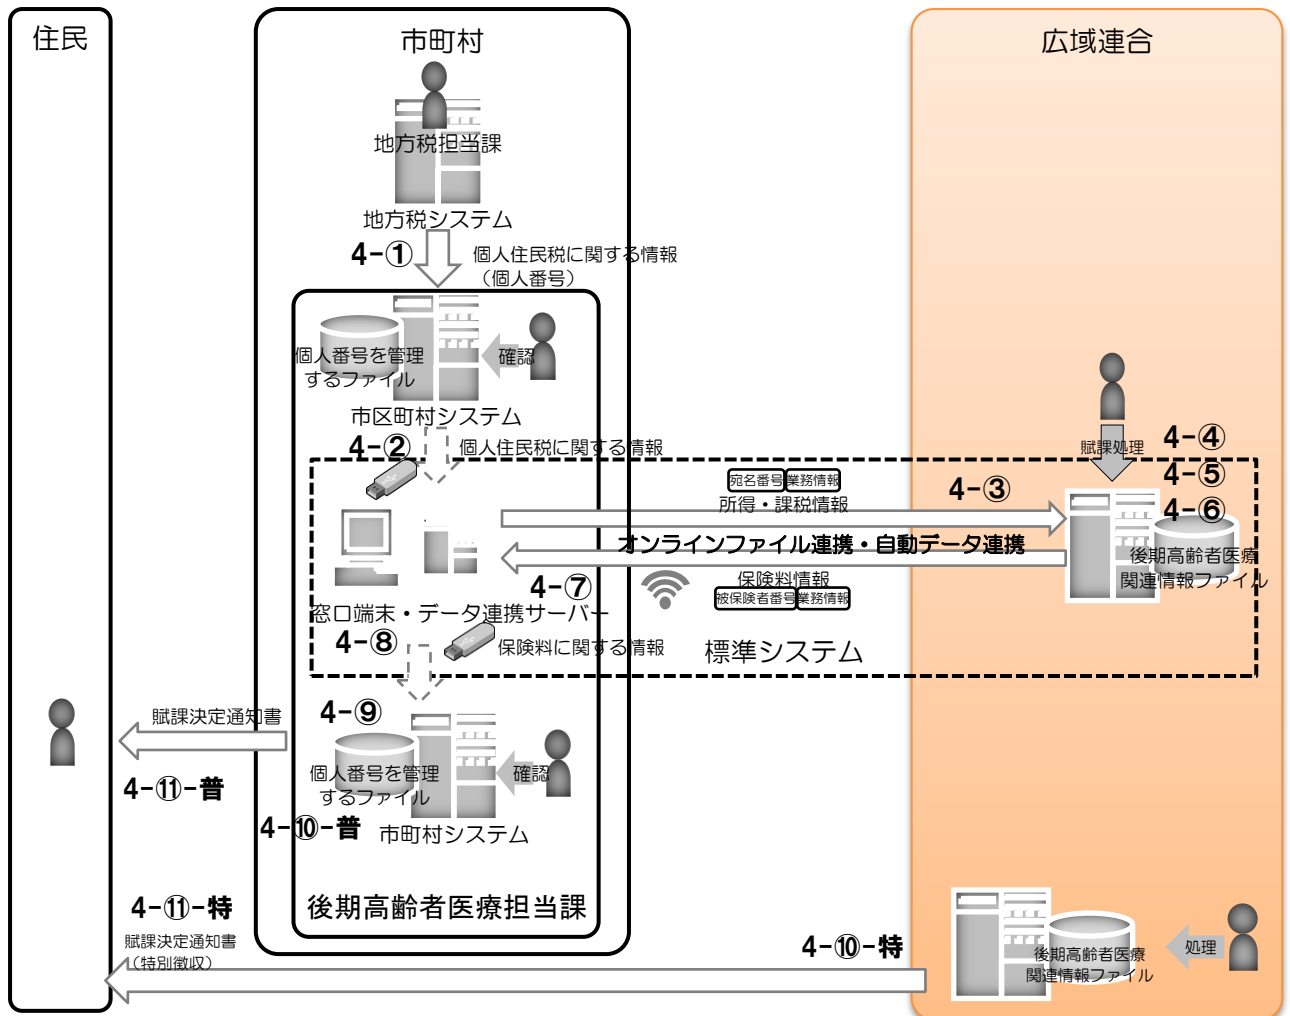 住民
市町村
広域連合
地方税担当課
地方税システム
4-①
個人住民税に関する情報
（個人番号）
個人番号を管理
するファイル
確認
市区町村システム
4-②
個人住民税に関する情報
賦課処理
4-④
4-⑤
4-⑥
宛名番号
業務情報
所得・課税情報
4-③
オンラインファイル連携・自動データ連携
後期高齢者医療
関連情報ファイル
4-⑦
保険料情報
被保険者番号
業務情報
窓口端末・データ連携サーバー
4-⑧
保険料に関する情報
標準システム
賦課決定通知書
4-⑨
4-⑪-普
個人番号を管理
するファイル
確認
4-⑩-普
市町村システム
後期高齢者医療担当課
4-⑪-特
賦課決定通知書
（特別徴収）
4-⑩-特
後期高齢者医療
関連情報ファイル
処理